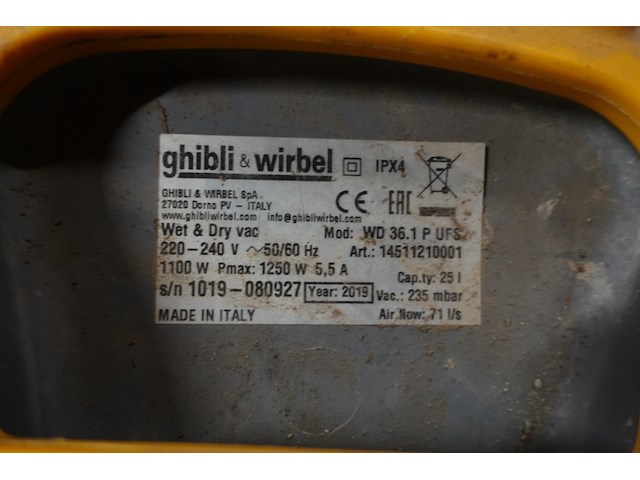 ghibli & wirbel IPX4
GHIBLI & WIRBEL SpA
27020 Dorno PV - ITALY
www.ghibliwirbel.com info@ghibliwirbel.com
CE EAC
Wet & Dry vac Mod: WD 36.1 P UFS
220-240 V ~50/60 Hz Art.: 14511210001
1100 W Pmax: 1250 W 5,5 A Cap.ty: 25 l
s/n 1019-080927 Year: 2019 Vac.: 235 mbar
MADE IN ITALY Air flow: 71 l/s